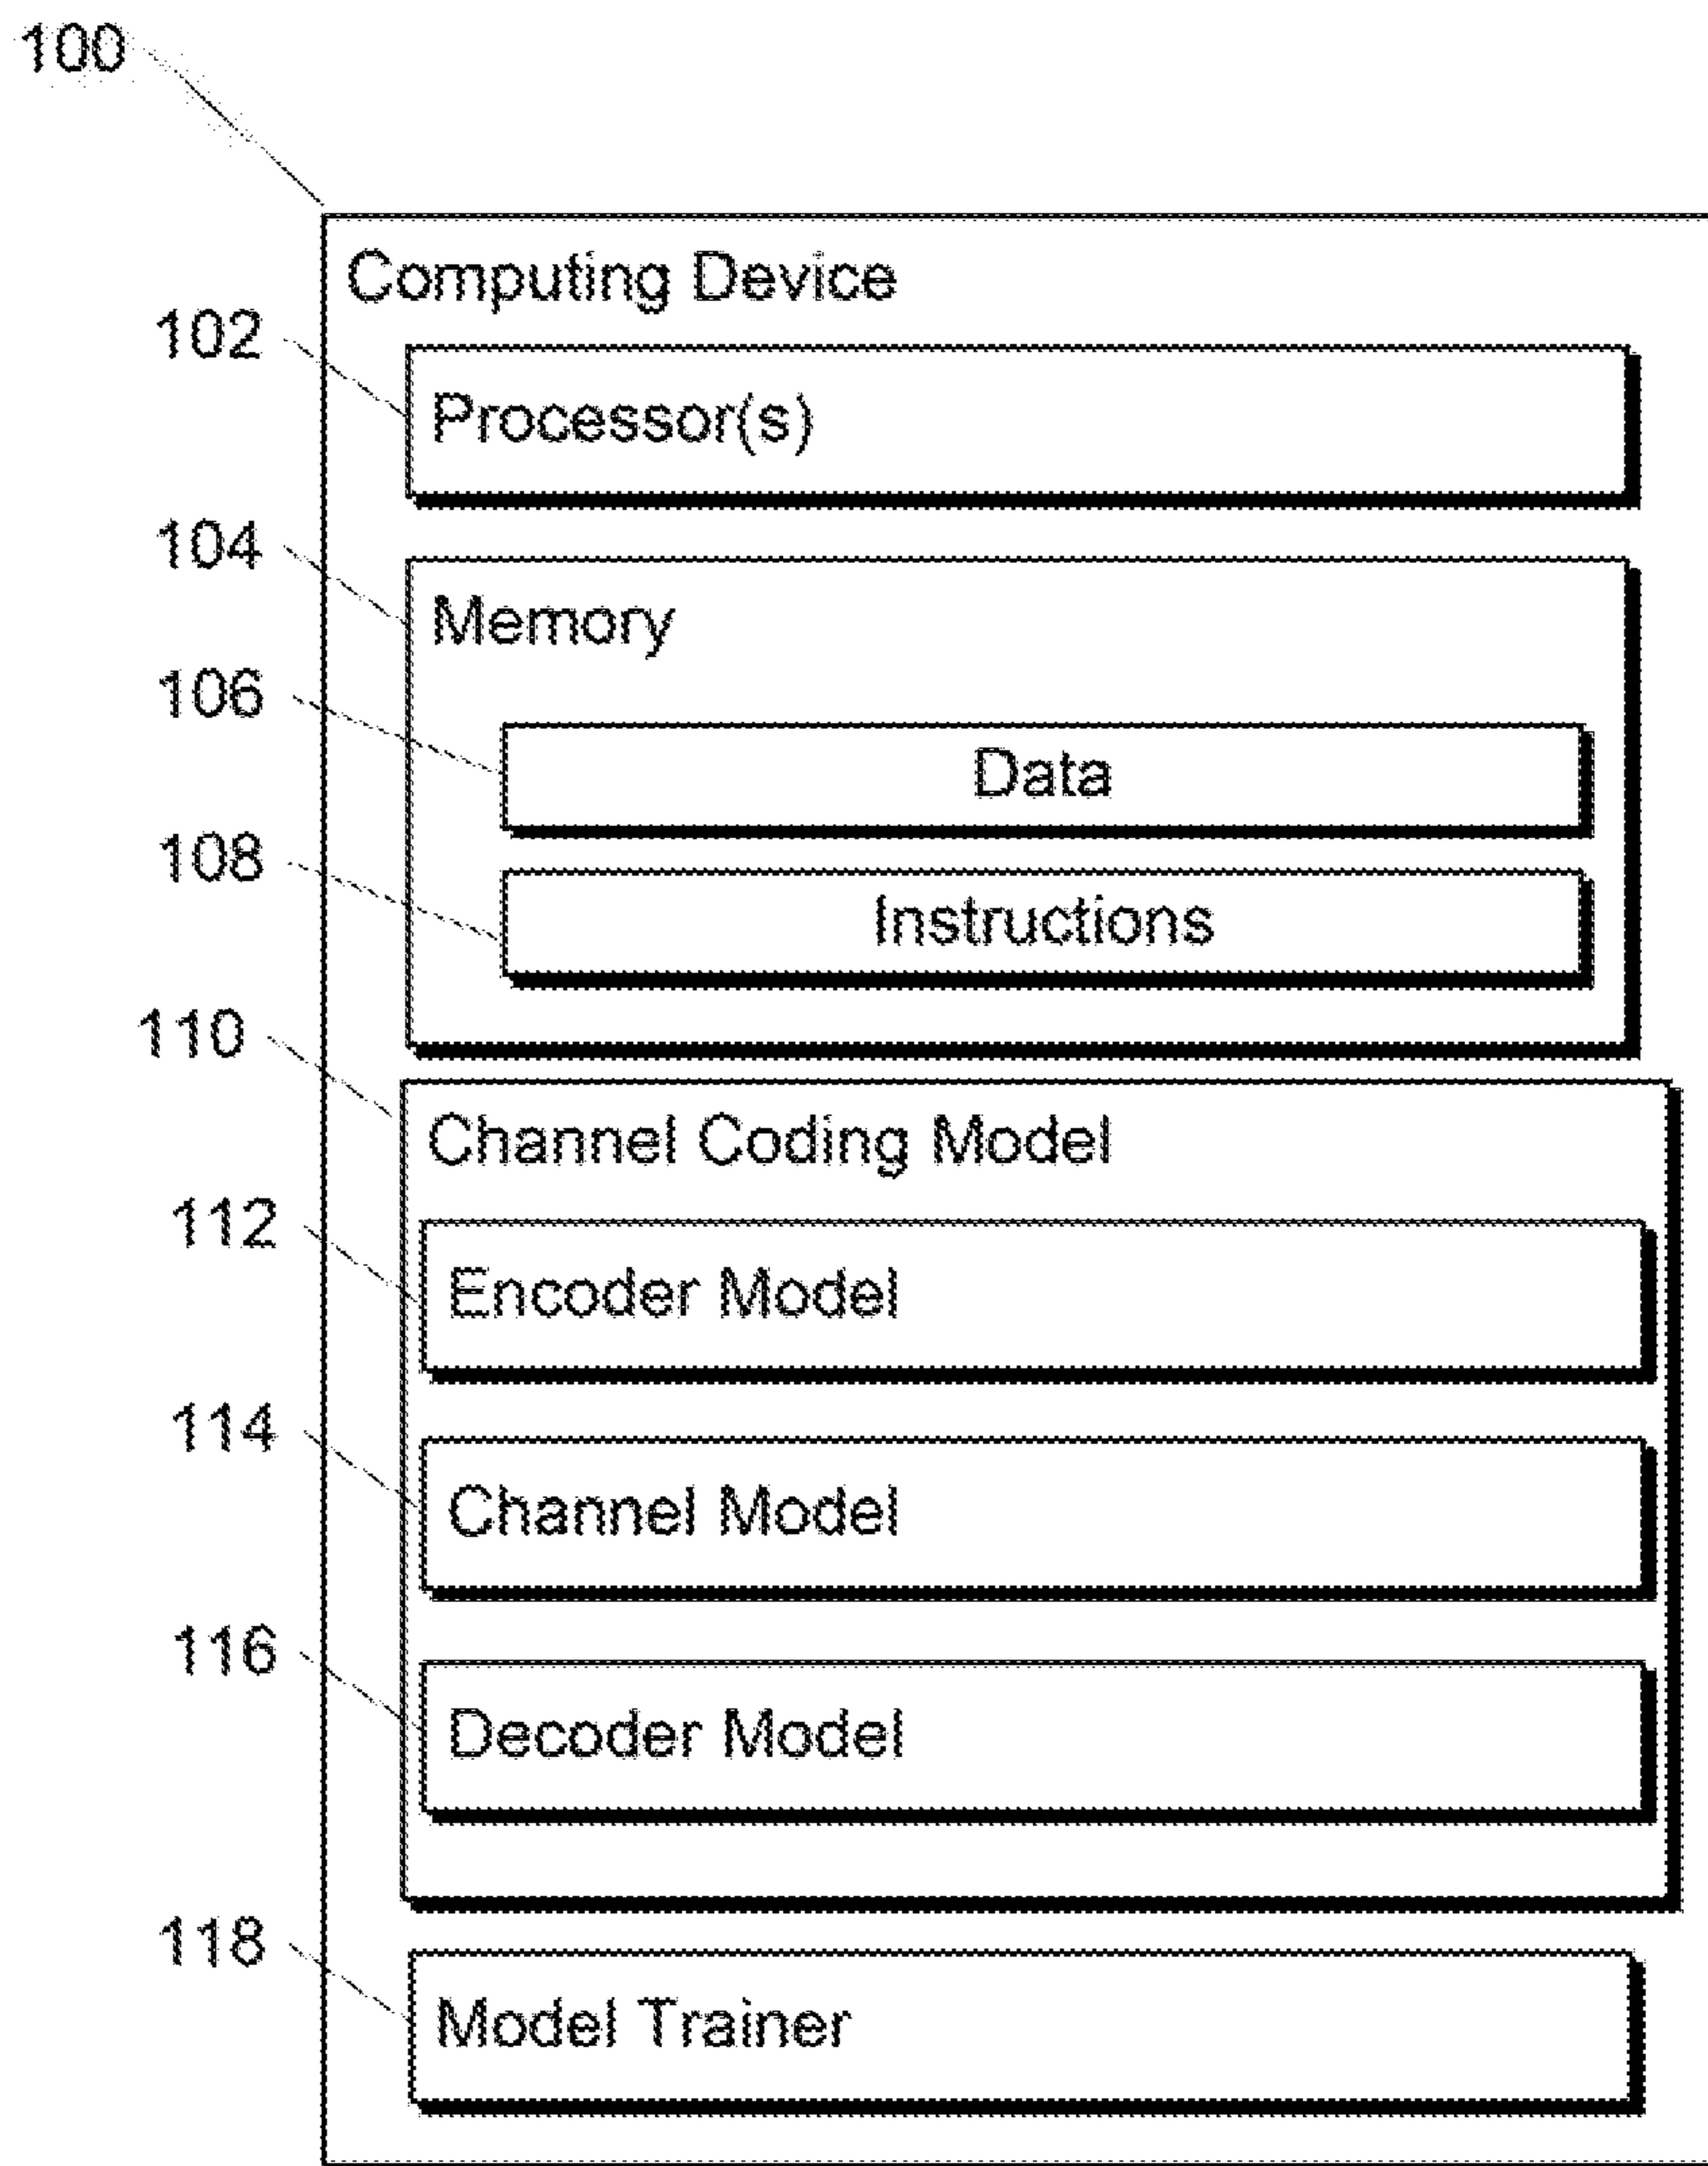 100
Computing Device
102
Processor(s)
104
Memory
106
Data
108
Instructions
110
Channel Coding Model
112
Encoder Model
114
Channel Model
116
Decoder Model
118
Model Trainer